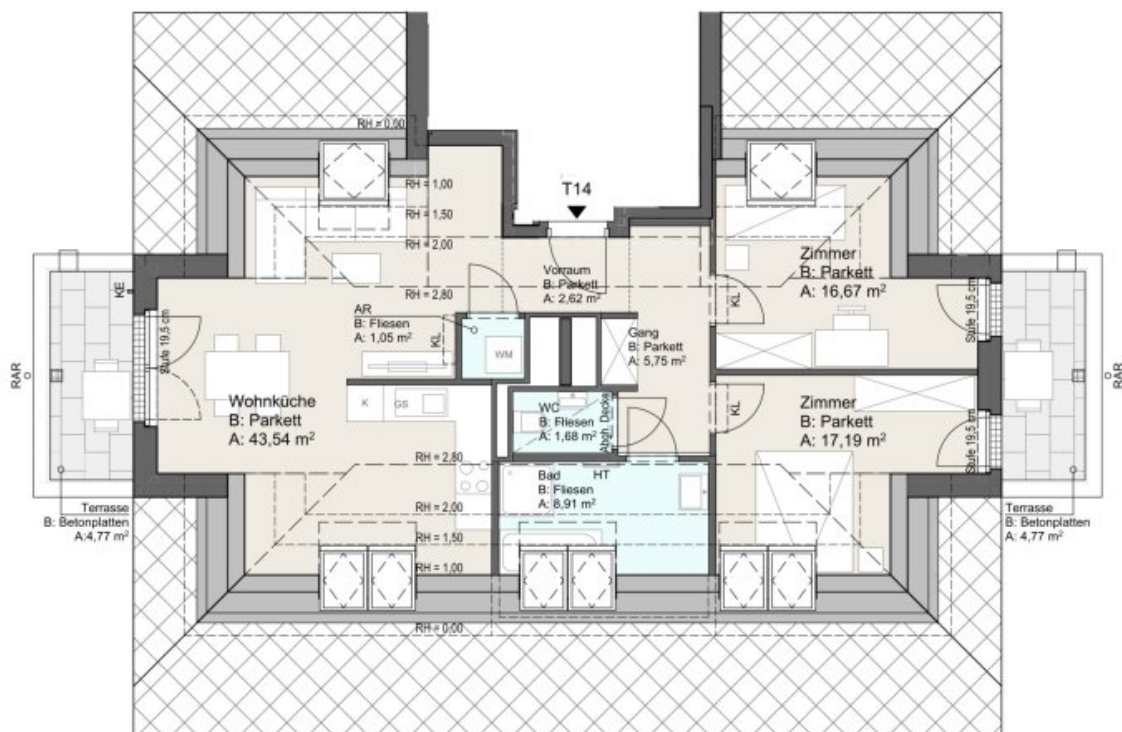 RH = 0,50
T14
RH = 1,00
RH = 1,50
RH = 2,00
RH = 2,80
Vorraum
B: Parkett
A: 2,62 m²
Zimmer
B: Parkett
A: 16,67 m²
KE
Stufe 19,5 cm
KL
Stufe 19,5 cm
AR
B: Fliesen
A: 1,05 m²
KL
WM
Gang
B: Parkett
A: 5,75 m²
RAR
RAR
Wohnküche
B: Parkett
A: 43,54 m²
K
GS
WC
B: Fliesen
A: 1,68 m²
Abgh. Decke
KL
Zimmer
B: Parkett
A: 17,19 m²
Stufe 19,5 cm
RH = 2,80
Bad
HT
B: Fliesen
A: 8,91 m²
RH = 2,00
RH = 1,50
RH = 1,00
Terrasse
B: Betonplatten
A:4,77 m²
Terrasse
B: Betonplatten
A: 4,77 m²
RH = 0,00